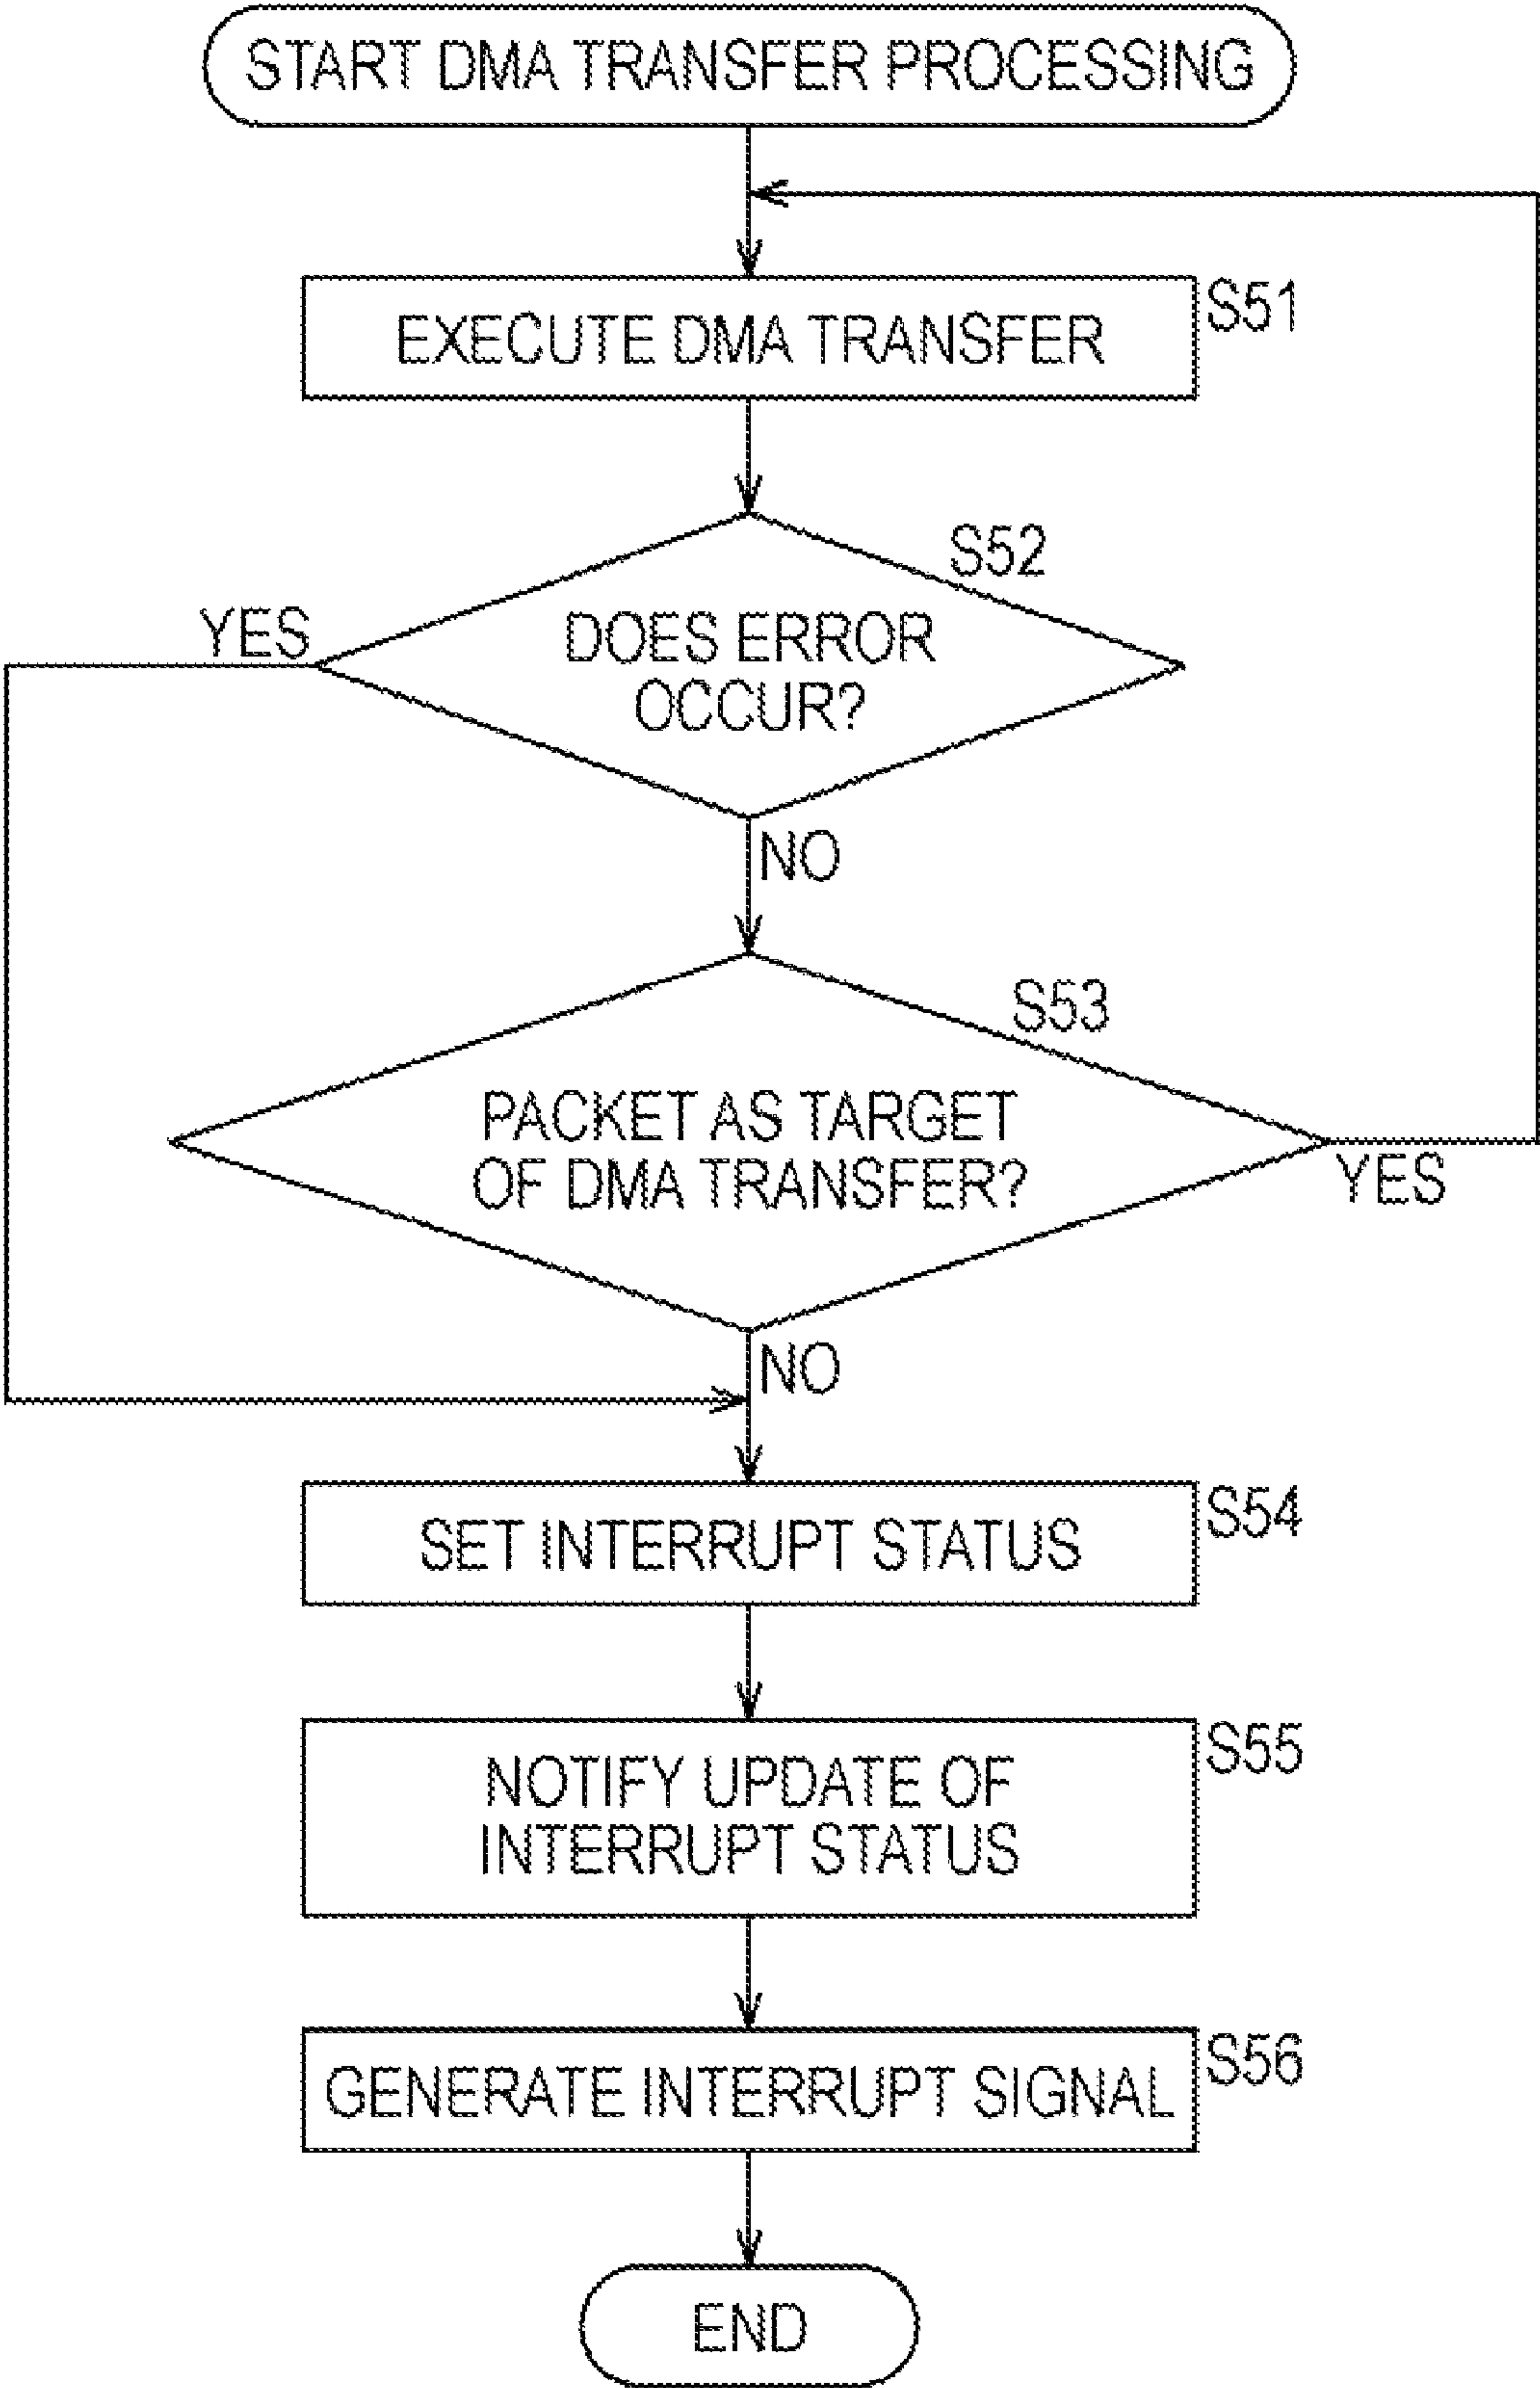 START DMA TRANSFER PROCESSING
EXECUTE DMA TRANSFER
S51
S52
DOES ERROR
OCCUR?
YES
NO
S53
PACKET AS TARGET
OF DMA TRANSFER?
YES
NO
SET INTERRUPT STATUS
S54
NOTIFY UPDATE OF
INTERRUPT STATUS
S55
GENERATE INTERRUPT SIGNAL
S56
END